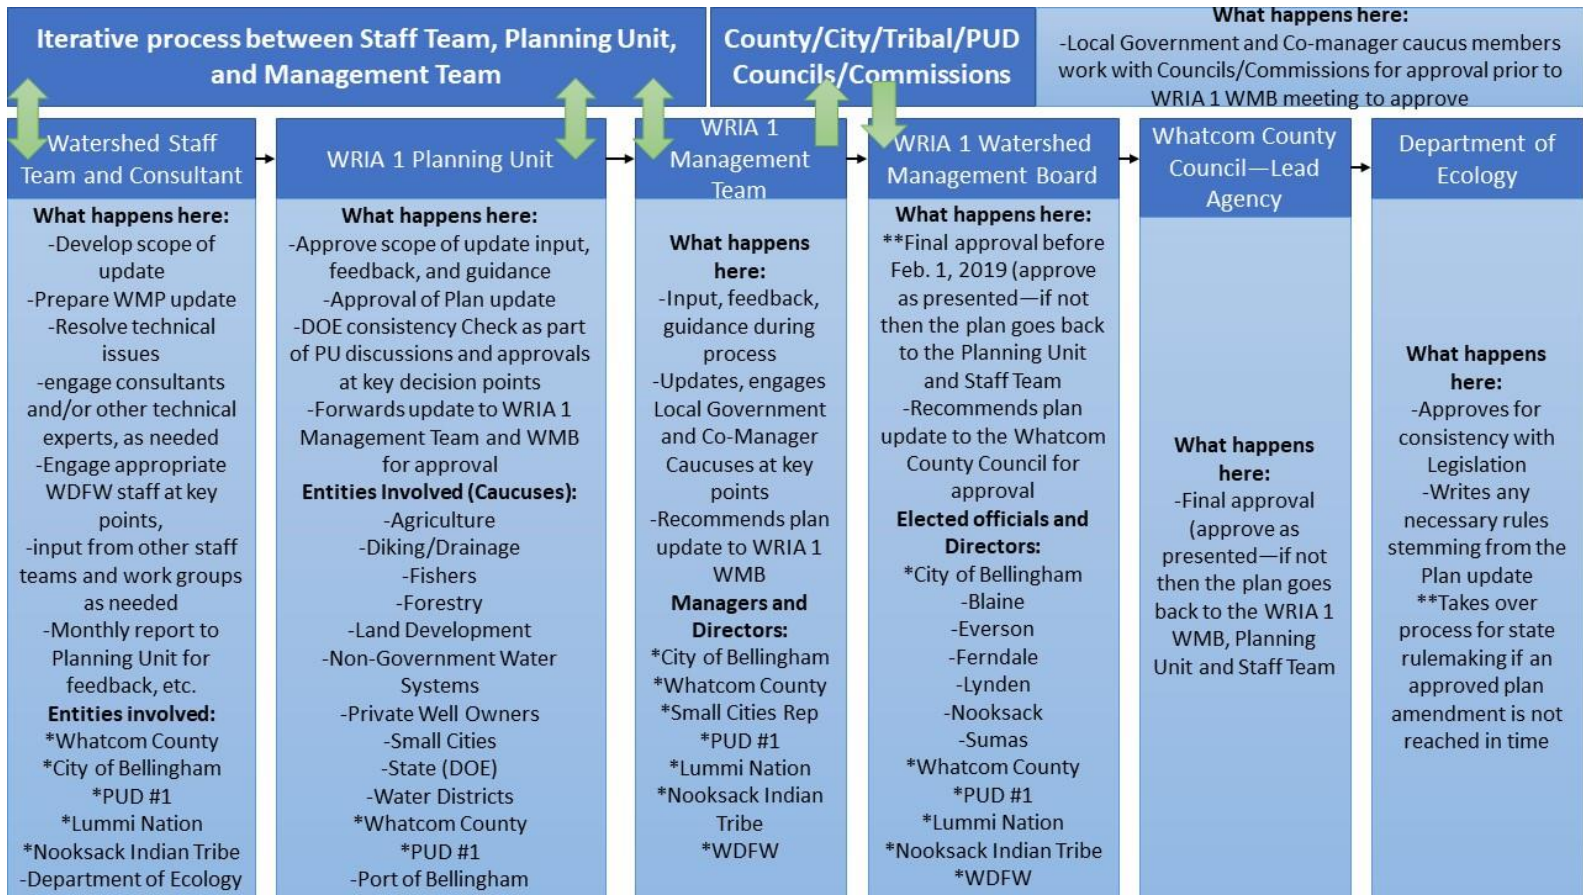 Iterative process between Staff Team, Planning Unit,
and Management Team
County/City/Tribal/PUD
Councils/Commissions
What happens here:
-Local Government and Co-manager caucus members
work with Councils/Commissions for approval prior to
WRIA 1 WMB meeting to approve
Watershed Staff
Team and Consultant
What happens here:
-Develop scope of
update
-Prepare WMP update
-Resolve technical
issues
-engage consultants
and/or other technical
experts, as needed
-Engage appropriate
WDFW staff at key
points,
-input from other staff
teams and work groups
as needed
-Monthly report to
Planning Unit for
feedback, etc.
Entities involved:
*Whatcom County
*City of Bellingham
*PUD #1
*Lummi Nation
*Nooksack Indian Tribe
-Department of Ecology
WRIA 1 Planning Unit
What happens here:
-Approve scope of update input,
feedback, and guidance
-Approval of Plan update
-DOE consistency Check as part
of PU discussions and approvals
at key decision points
-Forwards update to WRIA 1
Management Team and WMB
for approval
Entities Involved (Caucuses):
-Agriculture
-Diking/Drainage
-Fishers
-Forestry
-Land Development
-Non-Government Water
Systems
-Private Well Owners
-Small Cities
-State (DOE)
-Water Districts
*Whatcom County
*PUD #1
-Port of Bellingham
WRIA 1
Management
Team
What happens
here:
-Input, feedback,
guidance during
process
-Updates, engages
Local Government
and Co-Manager
Caucuses at key
points
-Recommends plan
update to WRIA 1
WMB
Managers and
Directors:
*City of Bellingham
*Whatcom County
*Small Cities Rep
*PUD #1
*Lummi Nation
*Nooksack Indian
Tribe
*WDFW
WRIA 1 Watershed
Management Board
What happens here:
**Final approval before
Feb. 1, 2019 (approve
as presented—if not
then the plan goes back
to the Planning Unit
and Staff Team
-Recommends plan
update to the Whatcom
County Council for
approval
Elected officials and
Directors:
*City of Bellingham
-Blaine
-Everson
-Ferndale
-Lynden
-Nooksack
-Sumas
*Whatcom County
*PUD #1
*Lummi Nation
*Nooksack Indian Tribe
*WDFW
Whatcom County
Council—Lead
Agency
What happens
here:
-Final approval
(approve as
presented—if not
then the plan goes
back to the WRIA 1
WMB, Planning
Unit and Staff Team
Department of
Ecology
What happens
here:
-Approves for
consistency with
Legislation
-Writes any
necessary rules
stemming from the
Plan update
**Takes over
process for state
rulemaking if an
approved plan
amendment is not
reached in time